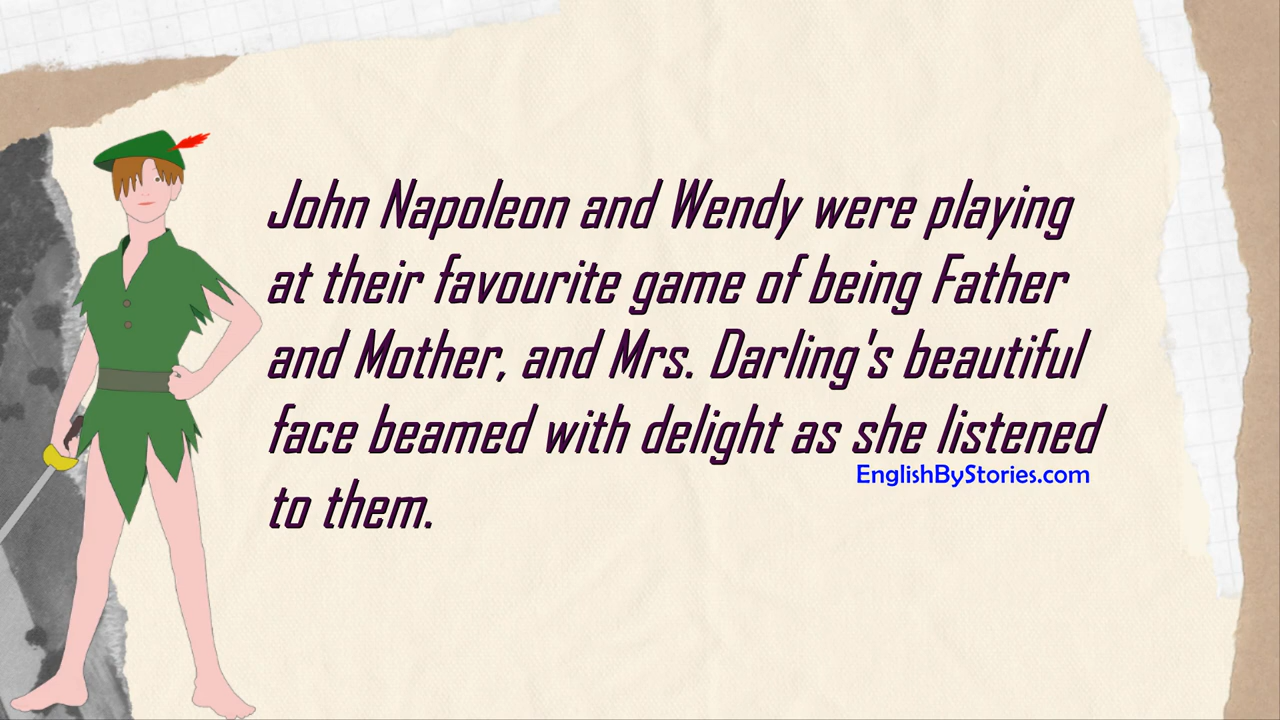 John Napoleon and Wendy were playing
at their favourite game of being Father
and Mother, and Mrs. Darling's beautiful
face beamed with delight as she listened
to them.
EnglishByStories.com